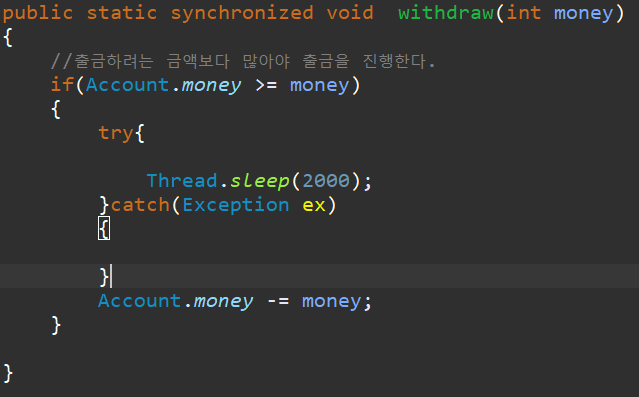 public static synchronized void withdraw(int money)
{
//출금하려는 금액보다 많아야 출금을 진행한다.
if(Account.money >= money)
{
try{
Thread.sleep(2000);
}catch(Exception ex)
{
}
Account.money -= money;
}
}